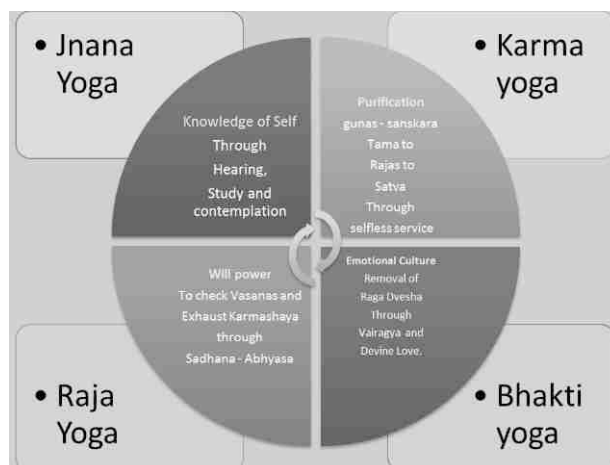 • Jnana
Yoga
• Karma
yoga
Knowledge of Self
Through
Hearing,
Study and
contemplation
Purification
gunas - sanskara
Tama to
Rajas to
Satva
Through
selfless service
Will power
To check Vasanas and
Exhaust Karmashaya
through
Sadhana - Abhyasa
Emotional Culture
Removal of
Raga Dvesha
Through
Vairagya and
Devine Love.
• Raja
Yoga
• Bhakti
yoga